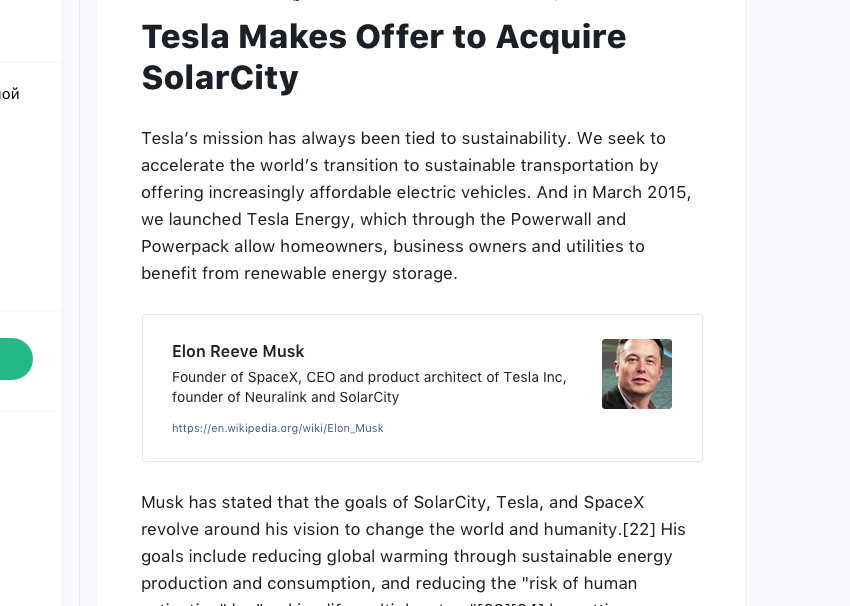 Tesla Makes Offer to Acquire
SolarCity
ой
Tesla’s mission has always been tied to sustainability. We seek to
accelerate the world’s transition to sustainable transportation by
offering increasingly affordable electric vehicles. And in March 2015,
we launched Tesla Energy, which through the Powerwall and
Powerpack allow homeowners, business owners and utilities to
benefit from renewable energy storage.
Elon Reeve Musk
Founder of SpaceX, CEO and product architect of Tesla Inc,
founder of Neuralink and SolarCity
https://en.wikipedia.org/wiki/Elon_Musk
Musk has stated that the goals of SolarCity, Tesla, and SpaceX
revolve around his vision to change the world and humanity.[22] His
goals include reducing global warming through sustainable energy
production and consumption, and reducing the "risk of human